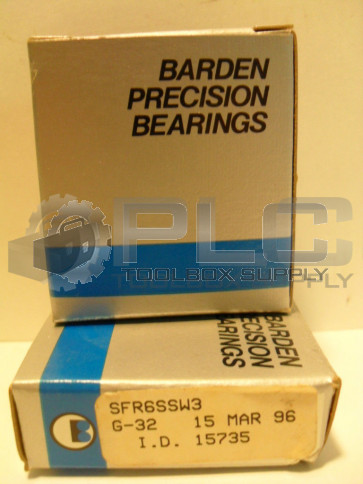 BARDEN
PRECISION
BEARINGS
PLC
TOOLBOX SUPPLY
BARDEN
PRECISION
BEARINGS
B
SFR6SSW3
G-32 15 MAR 96
I.D. 15735